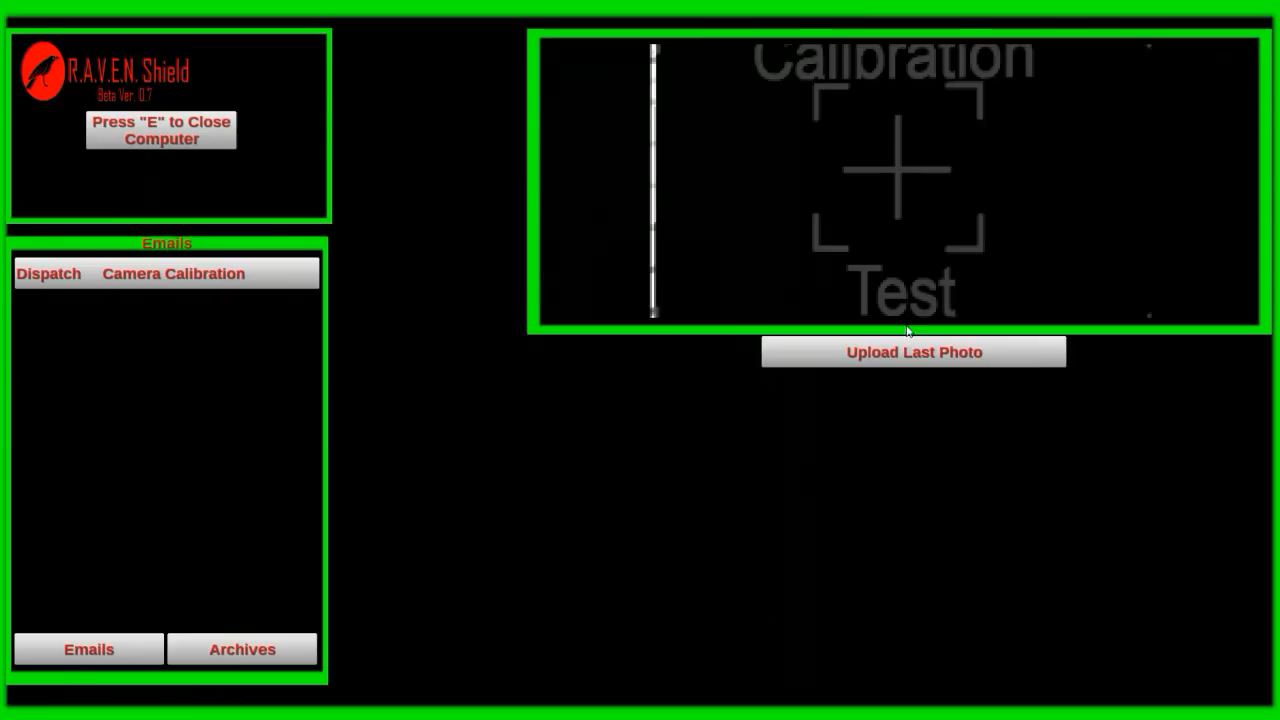 R.A.V.E.N. Shield
Beta Ver. 0.7
Press "E" to Close
Computer
Emails
Dispatch Camera Calibration
Emails
Archives
Calibration
Test
Upload Last Photo